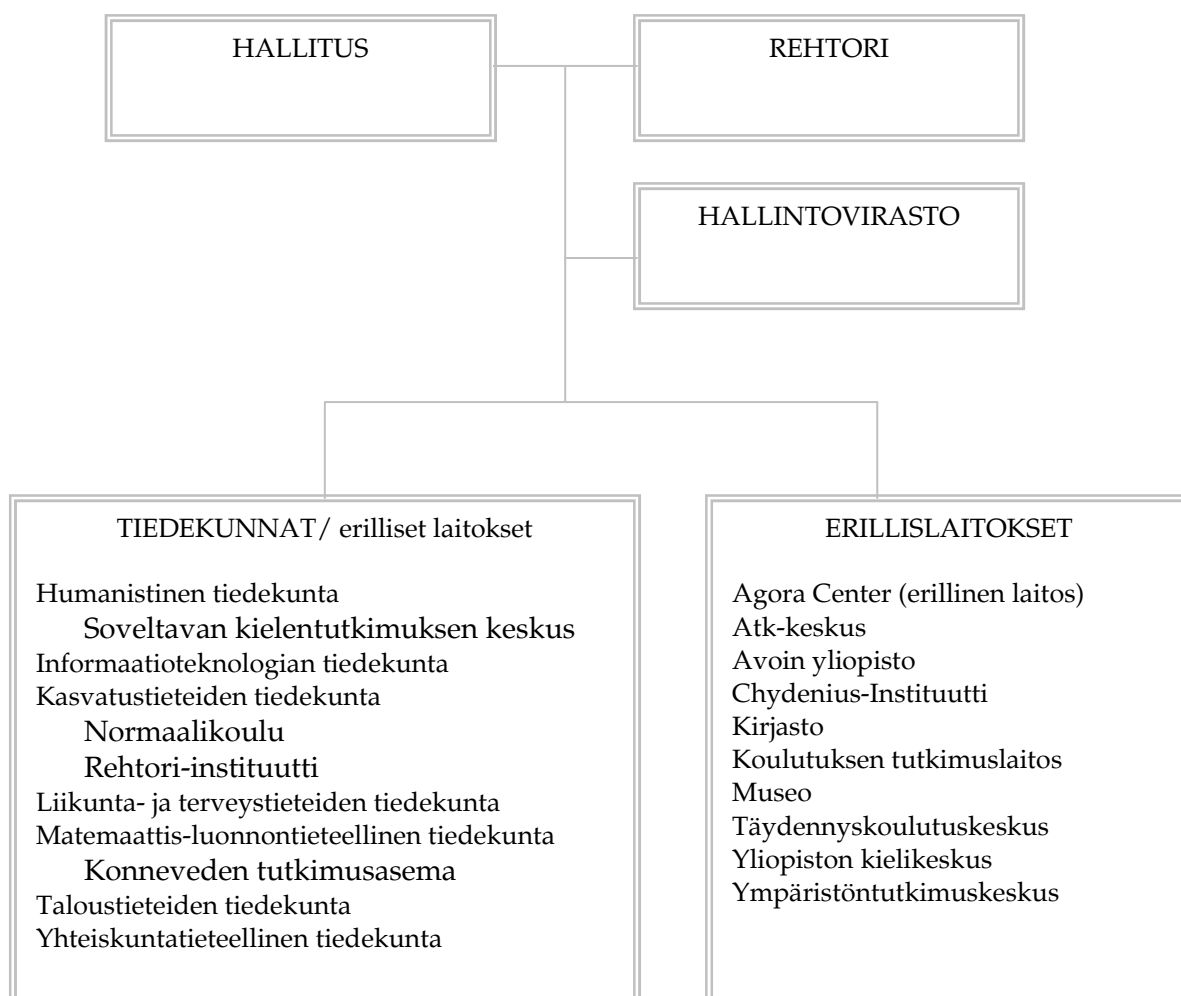 HALLITUS
REHTORI
HALLINTOVIRASTO
TIEDEKUNNAT/ erilliset laitokset
Humanistinen tiedekunta
Soveltavan kielentutkimuksen keskus
Informaatioteknologian tiedekunta
Kasvatustieteiden tiedekunta
Normaalikoulu
Rehtori-instituutti
Liikunta- ja terveystieteiden tiedekunta
Matemaattis-luonnontieteellinen tiedekunta
Konneveden tutkimusasema
Taloustieteiden tiedekunta
Yhteiskuntatieteellinen tiedekunta
ERILLISLAITOKSET
Agora Center (erillinen laitos)
Atk-keskus
Avoin yliopisto
Chydenius-Instituutti
Kirjasto
Koulutuksen tutkimuslaitos
Museo
Täydennyskoulutuskeskus
Yliopiston kielikeskus
Ympäristöntutkimuskeskus